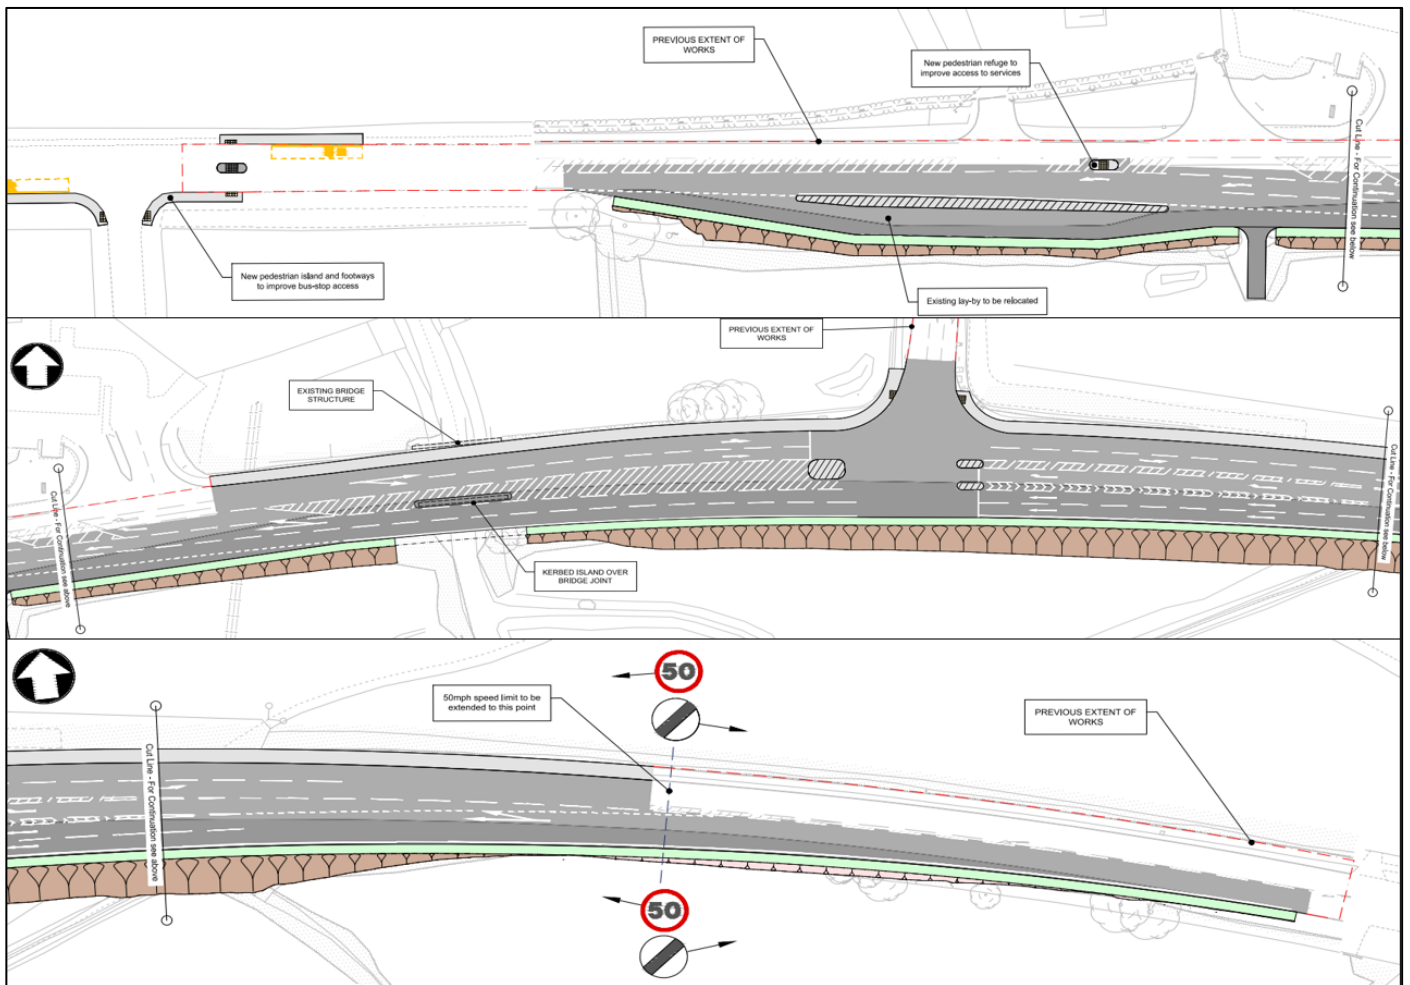 PREVIOUS EXTENT OF
WORKS
New pedestrian refuge to
improve access to services
Cut Line - For Continuation see below
New pedestrian island and footways
to improve bus-stop access
Existing lay-by to be relocated
PREVIOUS EXTENT OF
WORKS
EXISTING BRIDGE
STRUCTURE
Cut Line - For Continuation see above
Cut Line - For Continuation see below
KERBED ISLAND OVER
BRIDGE JOINT
50
50mph speed limit to be
extended to this point
PREVIOUS EXTENT OF
WORKS
Cut Line - For Continuation see above
50